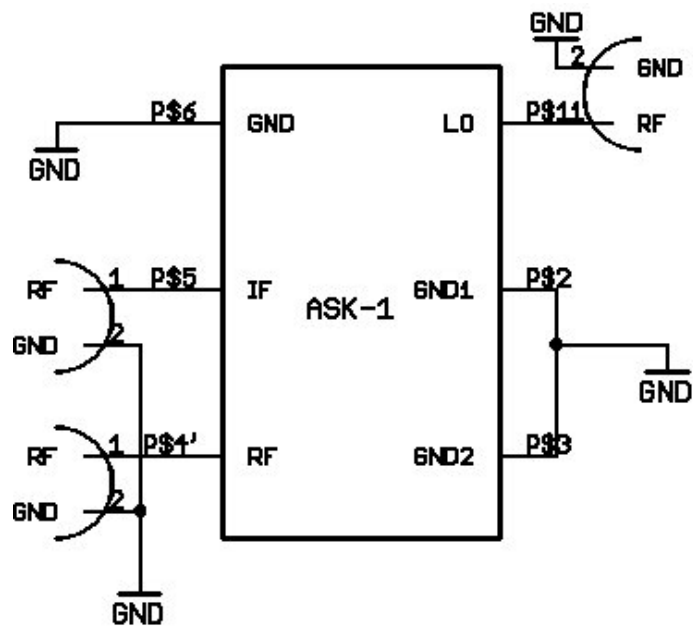 GND
2 GND
P$6 GND LO P$11 RF
GND
RF 1 P$5 IF GND1 P$2
ASK-1
GND 2
GND
RF 1 P$4' RF GND2 P$3
GND 2
GND